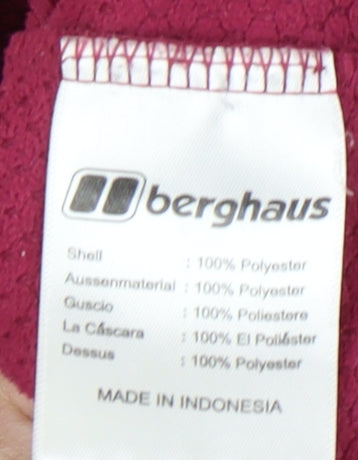 berghaus
Shell : 100% Polyester
Aussenmaterial : 100% Polyester
Guscio : 100% Poliestere
La Cáscara : 100% El Poliéster
Dessus : 100% Polyester
MADE IN INDONESIA